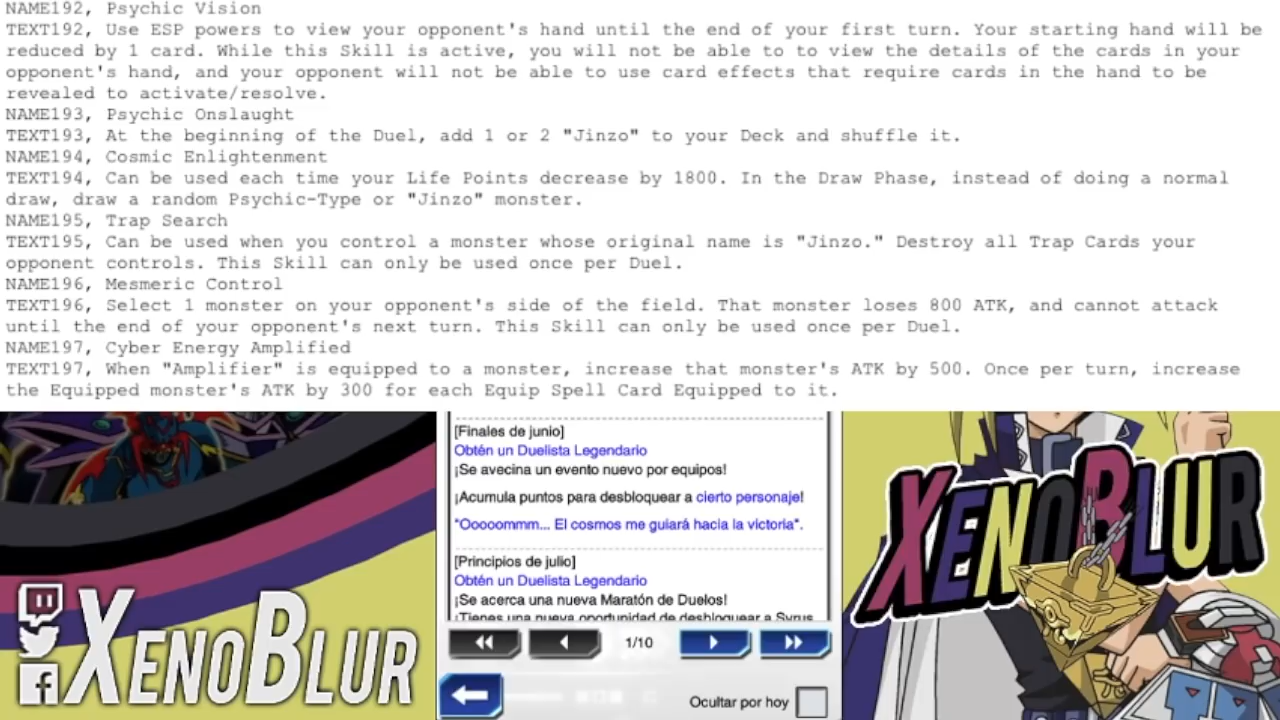 NAME192, Psychic Vision
TEXT192, Use ESP powers to view your opponent's hand until the end of your first turn. Your starting hand will be
reduced by 1 card. While this Skill is active, you will not be able to to view the details of the cards in your
opponent's hand, and your opponent will not be able to use card effects that require cards in the hand to be
revealed to activate/resolve.
NAME193, Psychic Onslaught
TEXT193, At the beginning of the Duel, add 1 or 2 "Jinzo" to your Deck and shuffle it.
NAME194, Cosmic Enlightenment
TEXT194, Can be used each time your Life Points decrease by 1800. In the Draw Phase, instead of doing a normal
draw, draw a random Psychic-Type or "Jinzo" monster.
NAME195, Trap Search
TEXT195, Can be used when you control a monster whose original name is "Jinzo." Destroy all Trap Cards your
opponent controls. This Skill can only be used once per Duel.
NAME196, Mesmeric Control
TEXT196, Select 1 monster on your opponent's side of the field. That monster loses 800 ATK, and cannot attack
until the end of your opponent's next turn. This Skill can only be used once per Duel.
NAME197, Cyber Energy Amplified
TEXT197, When "Amplifier" is equipped to a monster, increase that monster's ATK by 500. Once per turn, increase
the Equipped monster's ATK by 300 for each Equip Spell Card Equipped to it.
[Finales de junio]
Obtén un Duelista Legendario
¡Se avecina un evento nuevo por equipos!
¡Acumula puntos para desbloquear a cierto personaje!
"Ooooommm... El cosmos me guiará hacia la victoria".
[Principios de julio]
Obtén un Duelista Legendario
¡Se acerca una nueva Maratón de Duelos!
¡Tienes una nueva oportunidad de desbloquear a Syrus
1/10
Ocultar por hoy
XENOBLUR
XENOBLUR